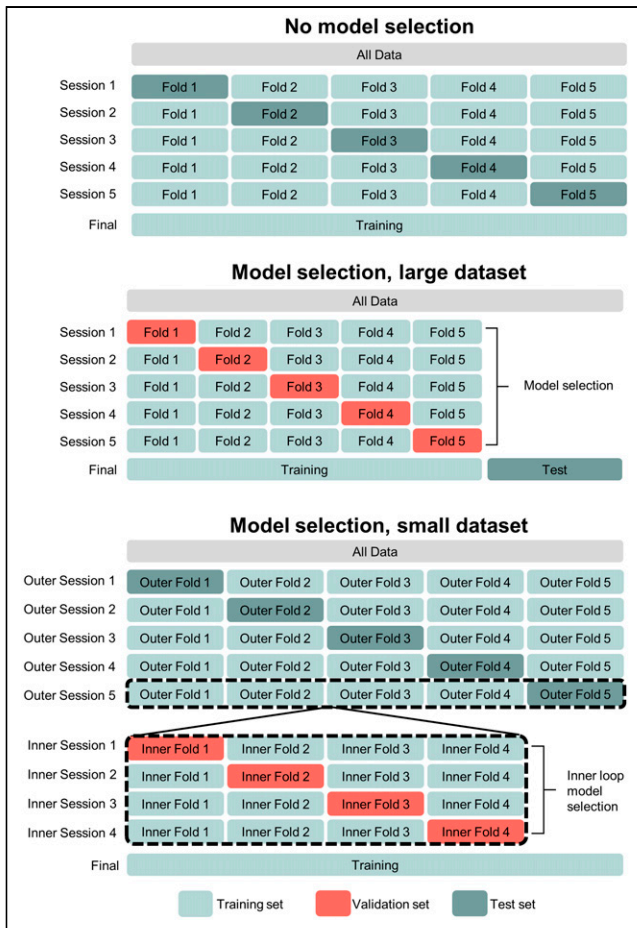 No model selection
All Data
Session 1 Fold 1 Fold 2 Fold 3 Fold 4 Fold 5
Session 2 Fold 1 Fold 2 Fold 3 Fold 4 Fold 5
Session 3 Fold 1 Fold 2 Fold 3 Fold 4 Fold 5
Session 4 Fold 1 Fold 2 Fold 3 Fold 4 Fold 5
Session 5 Fold 1 Fold 2 Fold 3 Fold 4 Fold 5
Final Training
Model selection, large dataset
All Data
Session 1 Fold 1 Fold 2 Fold 3 Fold 4 Fold 5
Session 2 Fold 1 Fold 2 Fold 3 Fold 4 Fold 5
Session 3 Fold 1 Fold 2 Fold 3 Fold 4 Fold 5 Model selection
Session 4 Fold 1 Fold 2 Fold 3 Fold 4 Fold 5
Session 5 Fold 1 Fold 2 Fold 3 Fold 4 Fold 5
Final Training Test
Model selection, small dataset
All Data
Outer Session 1 Outer Fold 1 Outer Fold 2 Outer Fold 3 Outer Fold 4 Outer Fold 5
Outer Session 2 Outer Fold 1 Outer Fold 2 Outer Fold 3 Outer Fold 4 Outer Fold 5
Outer Session 3 Outer Fold 1 Outer Fold 2 Outer Fold 3 Outer Fold 4 Outer Fold 5
Outer Session 4 Outer Fold 1 Outer Fold 2 Outer Fold 3 Outer Fold 4 Outer Fold 5
Outer Session 5 Outer Fold 1 Outer Fold 2 Outer Fold 3 Outer Fold 4 Outer Fold 5
Inner Session 1 Inner Fold 1 Inner Fold 2 Inner Fold 3 Inner Fold 4
Inner Session 2 Inner Fold 1 Inner Fold 2 Inner Fold 3 Inner Fold 4
Inner Session 3 Inner Fold 1 Inner Fold 2 Inner Fold 3 Inner Fold 4
Inner Session 4 Inner Fold 1 Inner Fold 2 Inner Fold 3 Inner Fold 4
Inner loop
model
selection
Final Training
Training set Validation set Test set